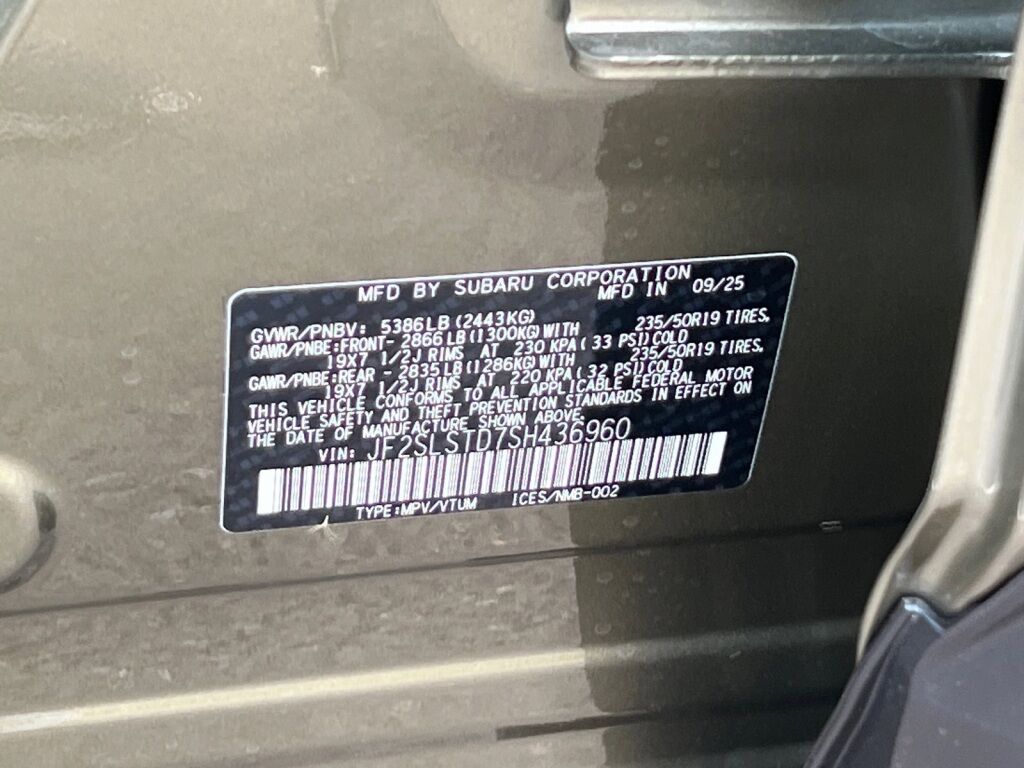 MFD BY SUBARU CORPORATION
MFD IN 09/25
GVWR/PNBV: 5386LB (2443KG)
GAWR/PNBE:FRONT- 2866LB (1300KG) WITH 235/50R19 TIRES,
19X7 1/2J RIMS AT 230 KPA (33 PSI) COLD
GAWR/PNBE:REAR - 2835LB (1286KG) WITH 235/50R19 TIRES,
19X7 1/2J RIMS AT 220 KPA (32 PSI) COLD
THIS VEHICLE CONFORMS TO ALL APPLICABLE FEDERAL MOTOR
VEHICLE SAFETY AND THEFT PREVENTION STANDARDS IN EFFECT ON
THE DATE OF MANUFACTURE SHOWN ABOVE.
VIN: JF2SLSTD7SH436960
TYPE:MPV/VTUM ICES/NMB-002